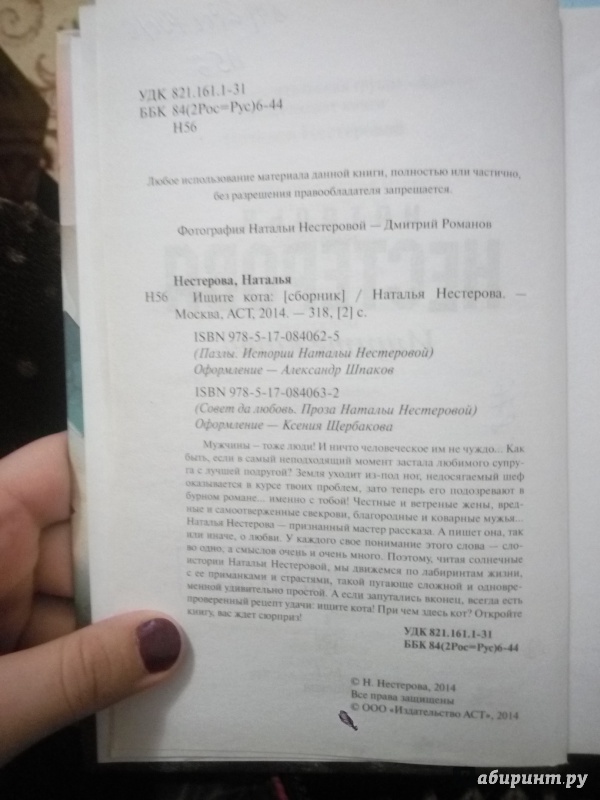 УДК 821.161.1-31
ББК 84(2Рос=Рус)6-44
Н56
Любое использование материала данной книги, полностью или частично,
без разрешения правообладателя запрещается.
Фотография Натальи Нестеровой — Дмитрий Романов
Нестерова, Наталья
Н56 Ищите кота: [сборник] / Наталья Нестерова. —
Москва, АСТ, 2014. — 318, [2] с.
ISBN 978-5-17-084062-5
(Пазлы. Истории Натальи Нестеровой)
Оформление — Александр Шпаков
ISBN 978-5-17-084063-2
(Совет да любовь. Проза Натальи Нестеровой)
Оформление — Ксения Щербакова
Мужчины — тоже люди! И ничто человеческое им не чуждо... Как
быть, если в самый неподходящий момент застала любимого супру-
га с лучшей подругой? Земля уходит из-под ног, недосягаемый шеф
оказывается в курсе твоих проблем, зато теперь его подозревают в
бурном романе... именно с тобой! Честные и ветреные жены, вред-
ные и самоотверженные свекрови, благородные и коварные мужья...
Наталья Нестерова — признанный мастер рассказа. А пишет она, так
или иначе, о любви. У каждого свое понимание этого слова — сло-
во одно, а смыслов очень и очень много. Поэтому, читая солнечные
истории Натальи Нестеровой, мы движемся по лабиринтам жизни,
с ее приманками и страстями, такой пугающе сложной и одновре-
менной удивительно простой. А если запутались вконец, всегда есть
проверенный рецепт удачи: ищите кота! При чем здесь кот? Откройте
книгу, вас ждет сюрприз!
УДК 821.161.1-31
ББК 84(2Рос=Рус)6-44
© Н. Нестерова, 2014
Все права защищены
© ООО «Издательство АСТ», 2014
абиринт.ру